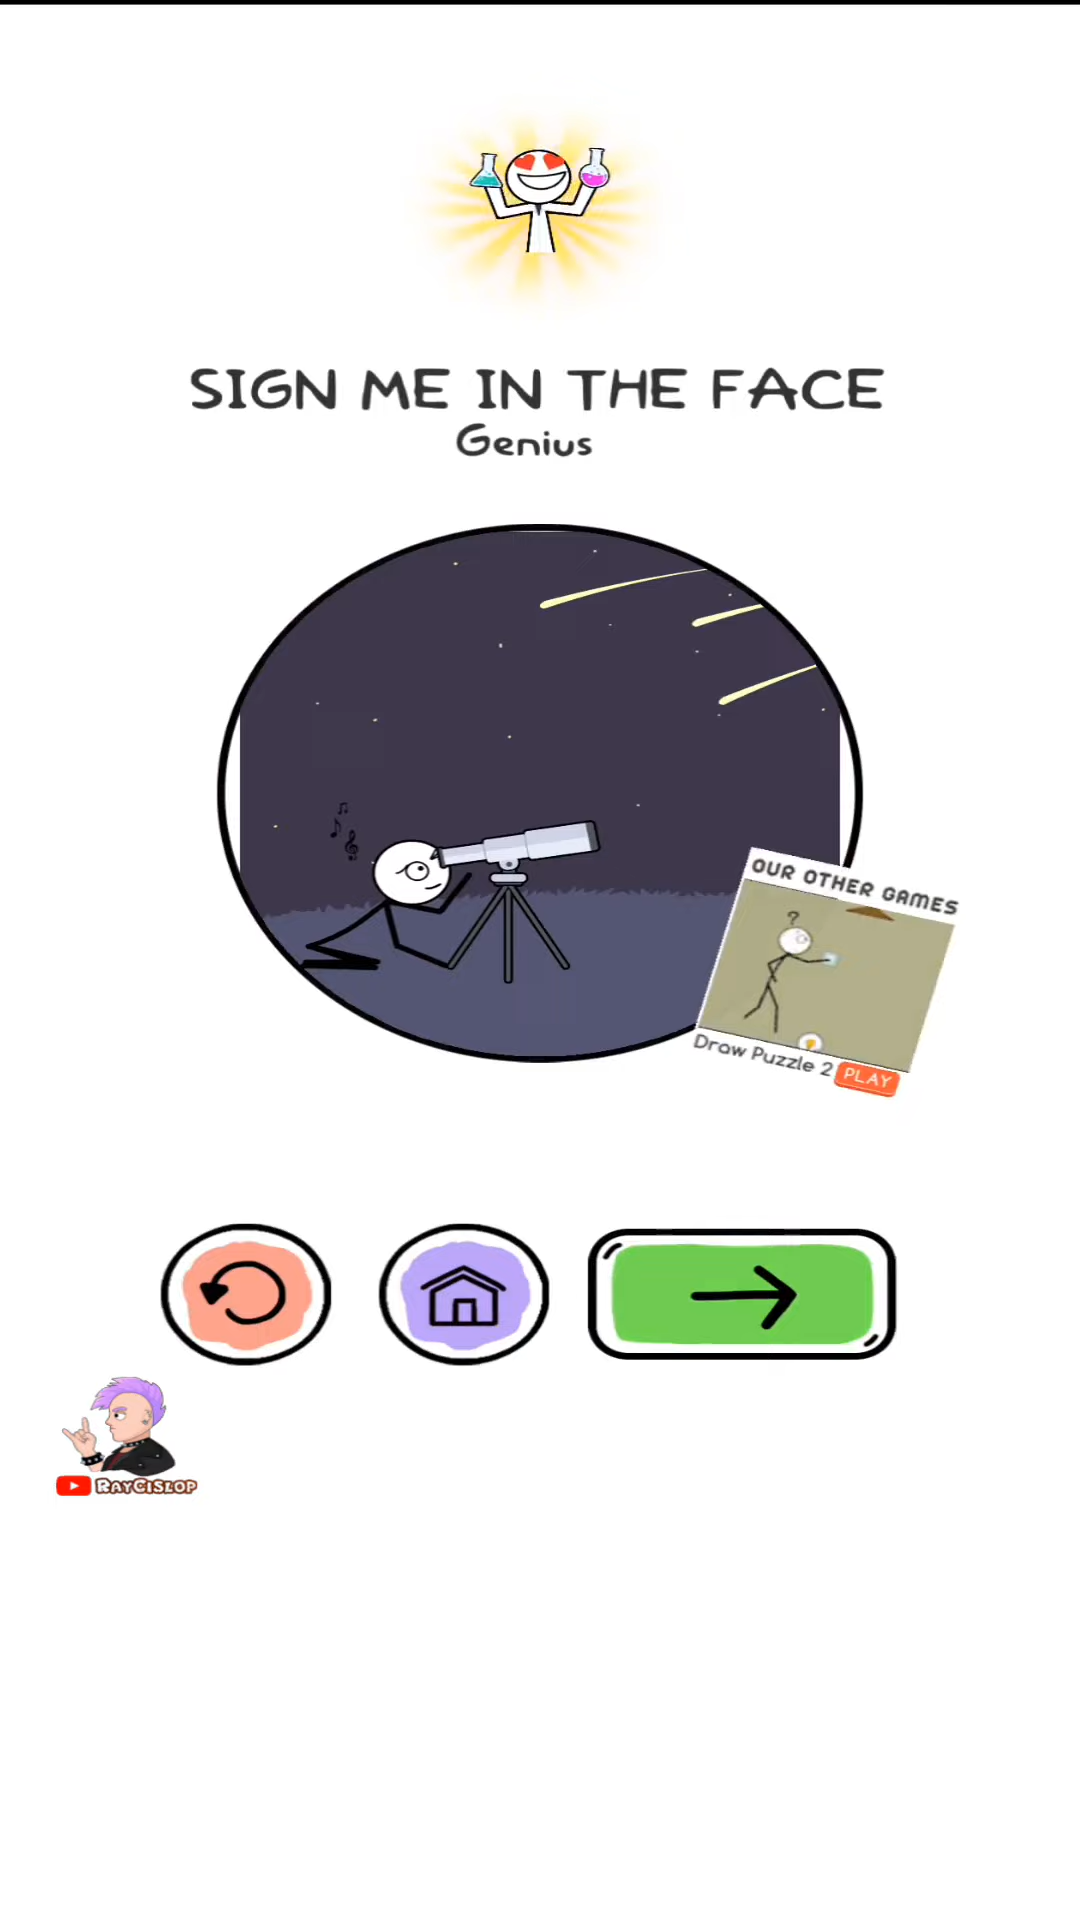 SIGN ME IN THE FACE
Genius
OUR OTHER GAMES
?
Draw Puzzle 2
PLAY
RAYCISLOP